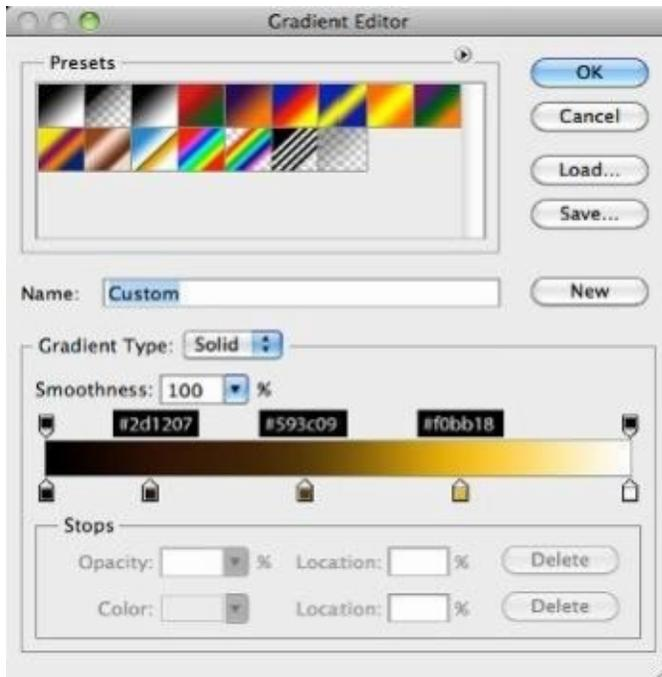 Gradient Editor
Presets
OK
Cancel
Load...
Save...
Name: Custom
New
Gradient Type: Solid
Smoothness: 100 %
#2d1207 #593c09 #f0bb18
Stops
Opacity: % Location: % Delete
Color: Location: % Delete